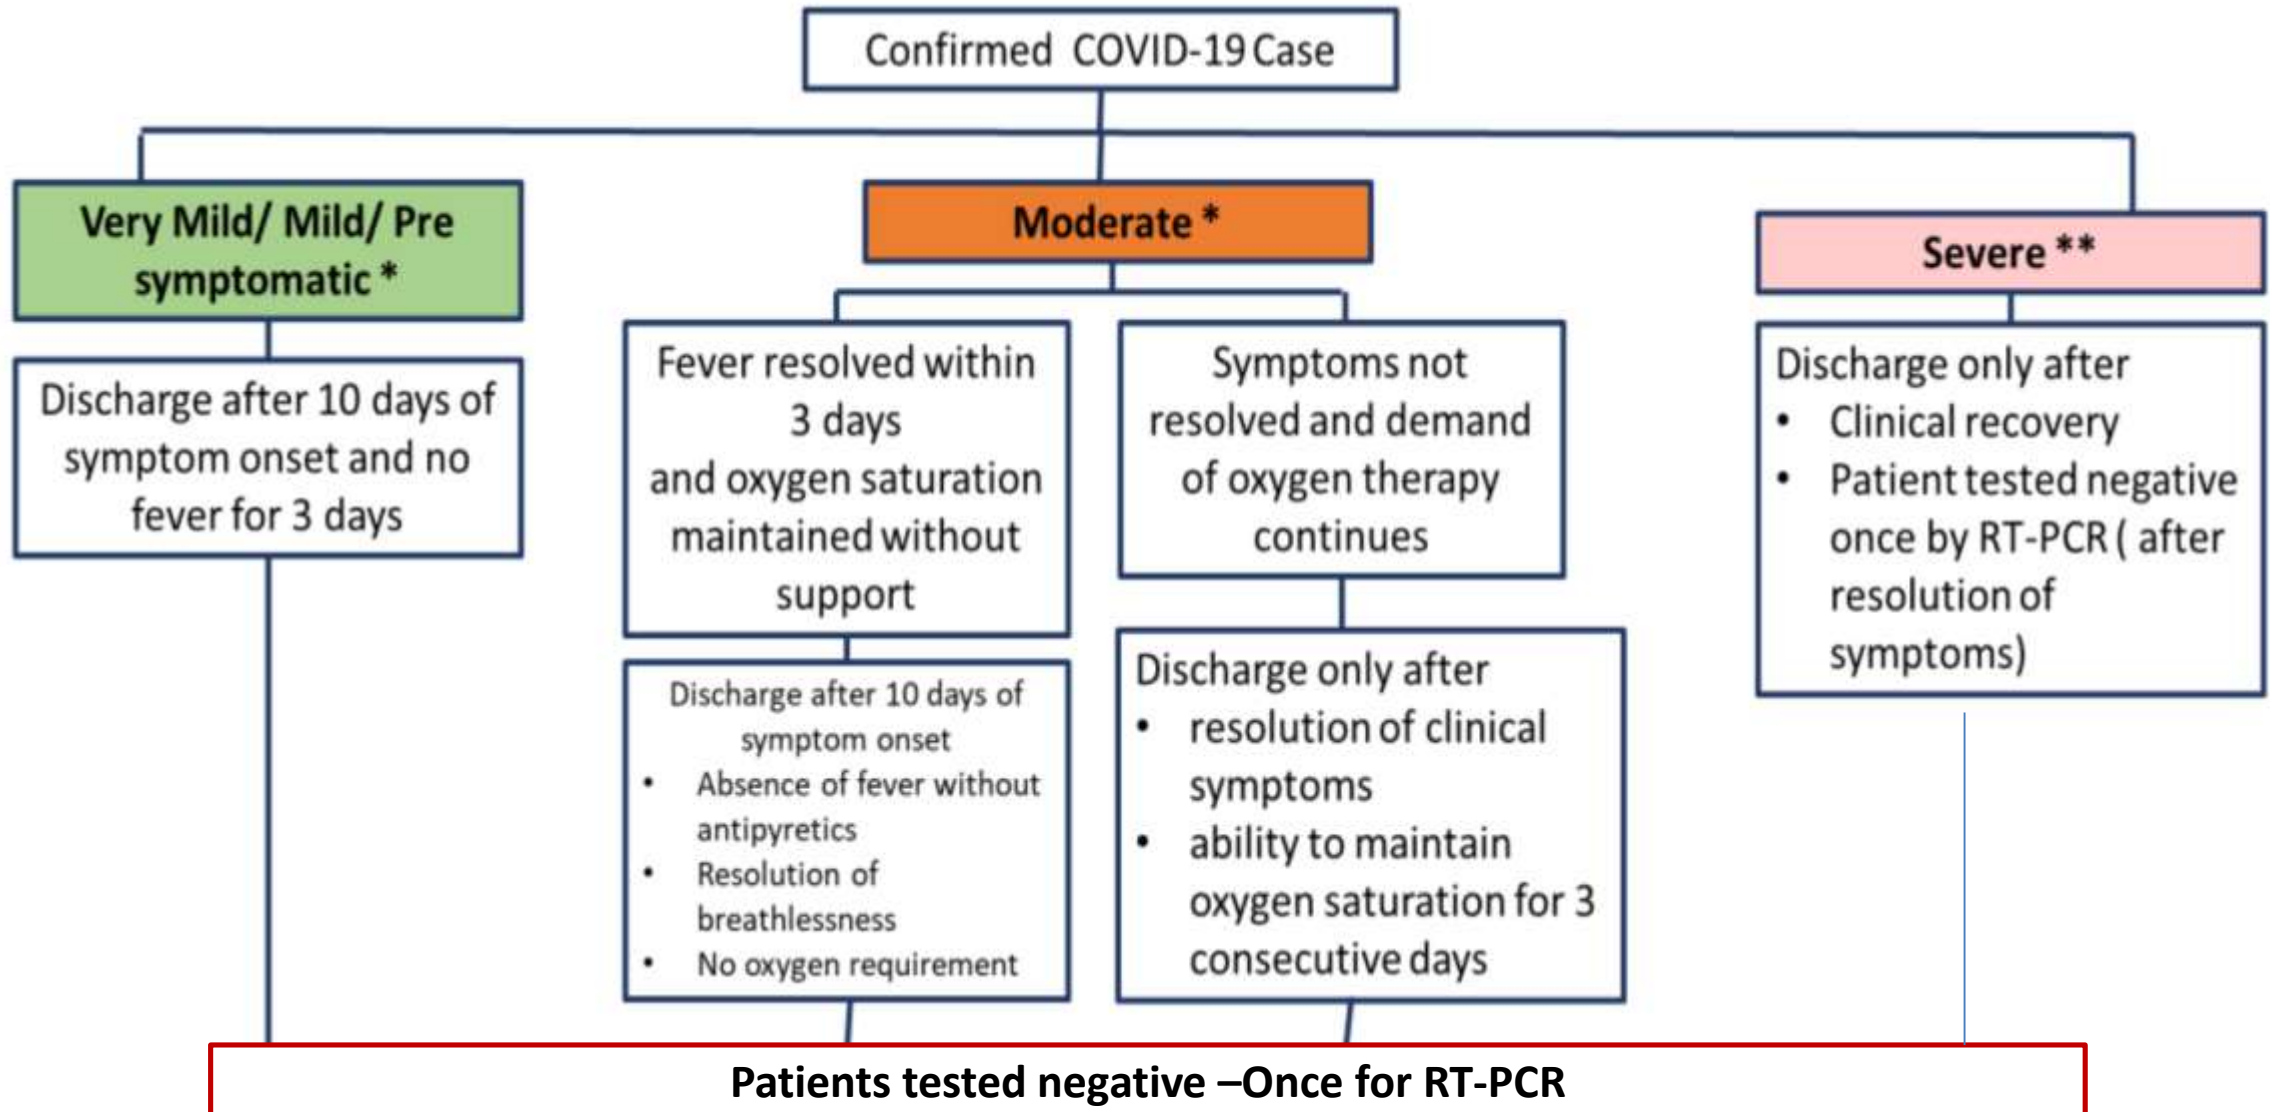 Confirmed COVID-19 Case
Very Mild/ Mild/ Pre
symptomatic *
Discharge after 10 days of
symptom onset and no
fever for 3 days
Moderate *
Fever resolved within
3 days
and oxygen saturation
maintained without
support
Discharge after 10 days of
symptom onset
• Absence of fever without
antipyretics
• Resolution of
breathlessness
• No oxygen requirement
Symptoms not
resolved and demand
of oxygen therapy
continues
Discharge only after
• resolution of clinical
symptoms
• ability to maintain
oxygen saturation for 3
consecutive days
Severe **
Discharge only after
• Clinical recovery
• Patient tested negative
once by RT-PCR ( after
resolution of
symptoms)
Patients tested negative –Once for RT-PCR